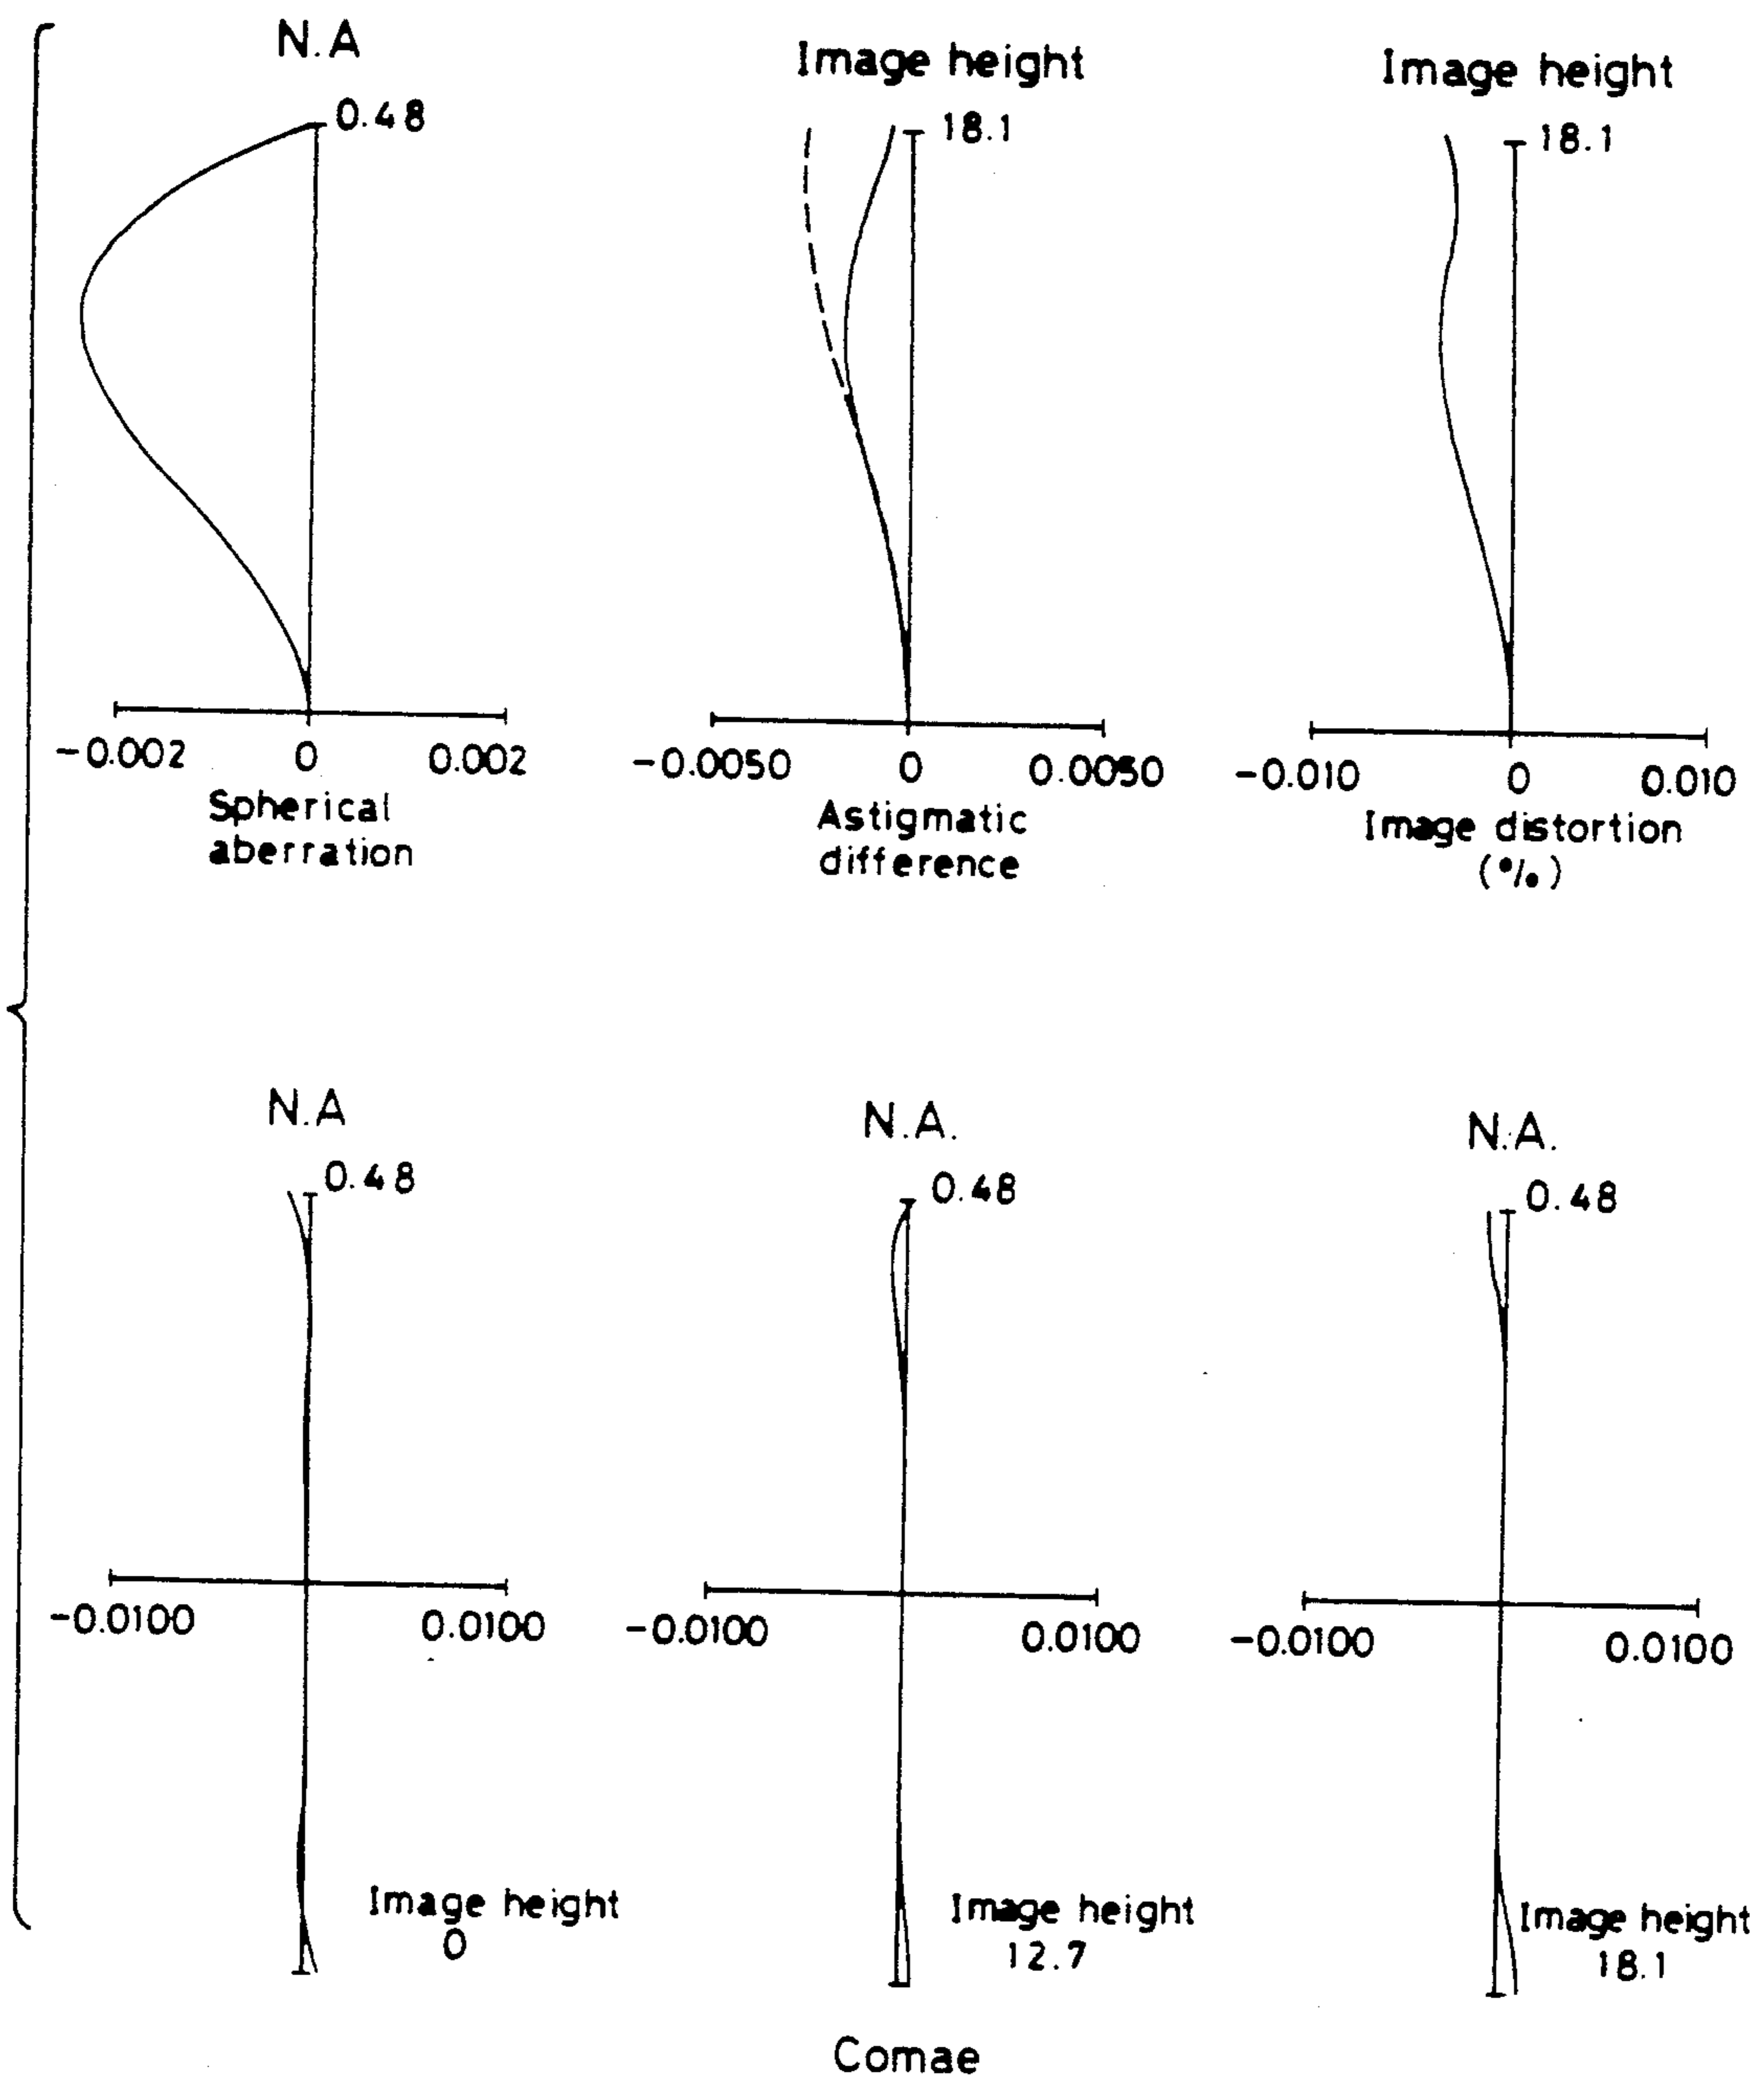 N.A
0.48
-0.002 0 0.002
Spherical
aberration
Image height
18.1
-0.0050 0 0.0050
Astigmatic
difference
Image height
18.1
-0.010 0 0.010
Image distortion
(%)
N.A
0.48
-0.0100 0.0100
Image height
0
N.A.
0.48
-0.0100 0.0100
Image height
12.7
N.A.
0.48
-0.0100 0.0100
Image height
18.1
Comae